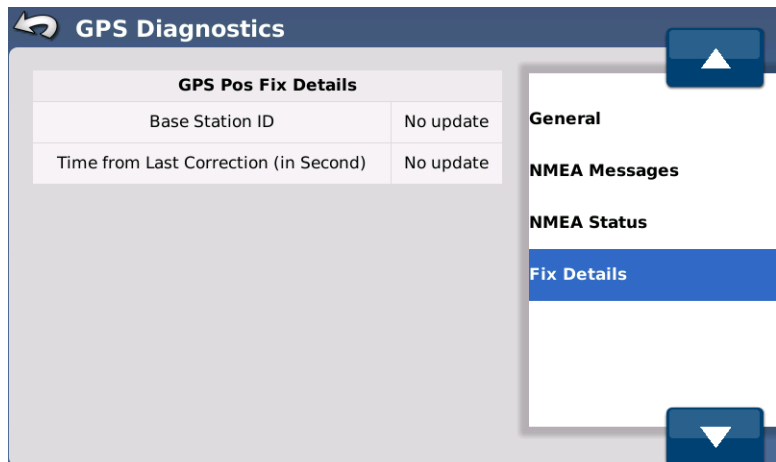 GPS Diagnostics
GPS Pos Fix Details
Base Station ID No update
Time from Last Correction (in Second) No update
General
NMEA Messages
NMEA Status
Fix Details